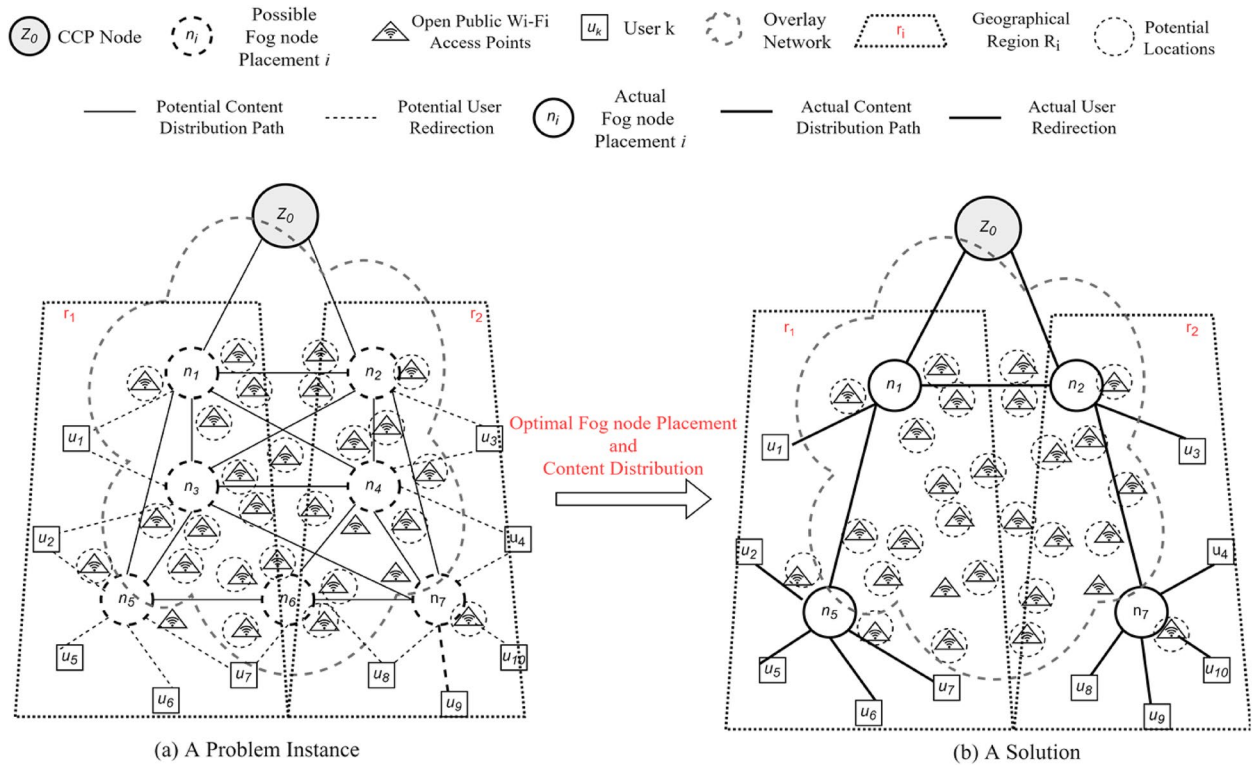 Z0
CCP Node
ni
Possible
Fog node
Placement i
Open Public Wi-Fi
Access Points
uk
User k
Overlay
Network
ri
Geographical
Region Ri
Potential
Locations
Potential Content
Distribution Path
Potential User
Redirection
ni
Actual
Fog node
Placement i
Actual Content
Distribution Path
Actual User
Redirection
Z0
r1
r2
n1
n2
u1
u3
n3
n4
u2
u4
n5
n6
n7
u5
u6
u7
u8
u9
u10
(a) A Problem Instance
Optimal Fog node Placement
and
Content Distribution
Z0
r1
r2
n1
n2
u1
u3
u2
u4
n5
n7
u5
u6
u7
u8
u9
u10
(b) A Solution